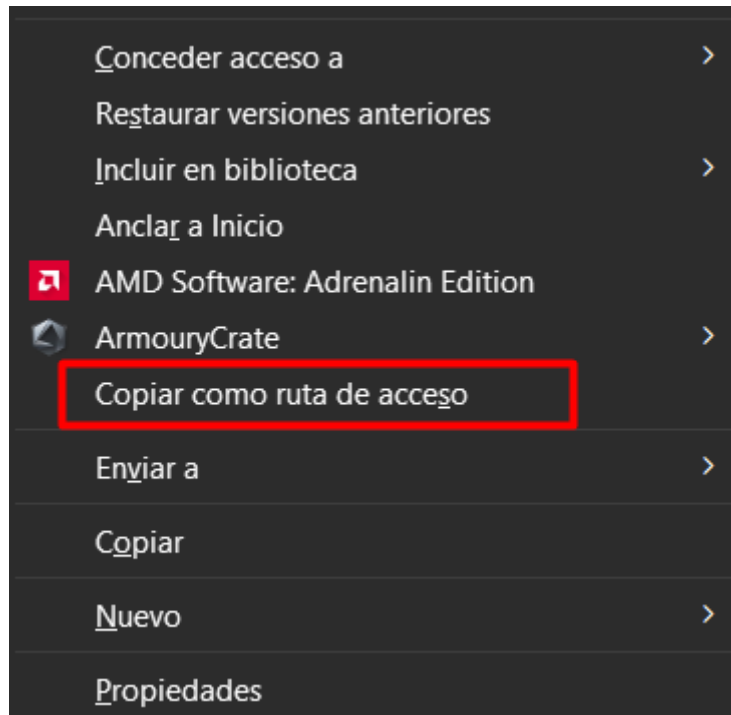 Conceder acceso a
Restaurar versiones anteriores
Incluir en biblioteca
Anclar a Inicio
AMD Software: Adrenalin Edition
ArmouryCrate
Copiar como ruta de acceso
Enviar a
Copiar
Nuevo
Propiedades